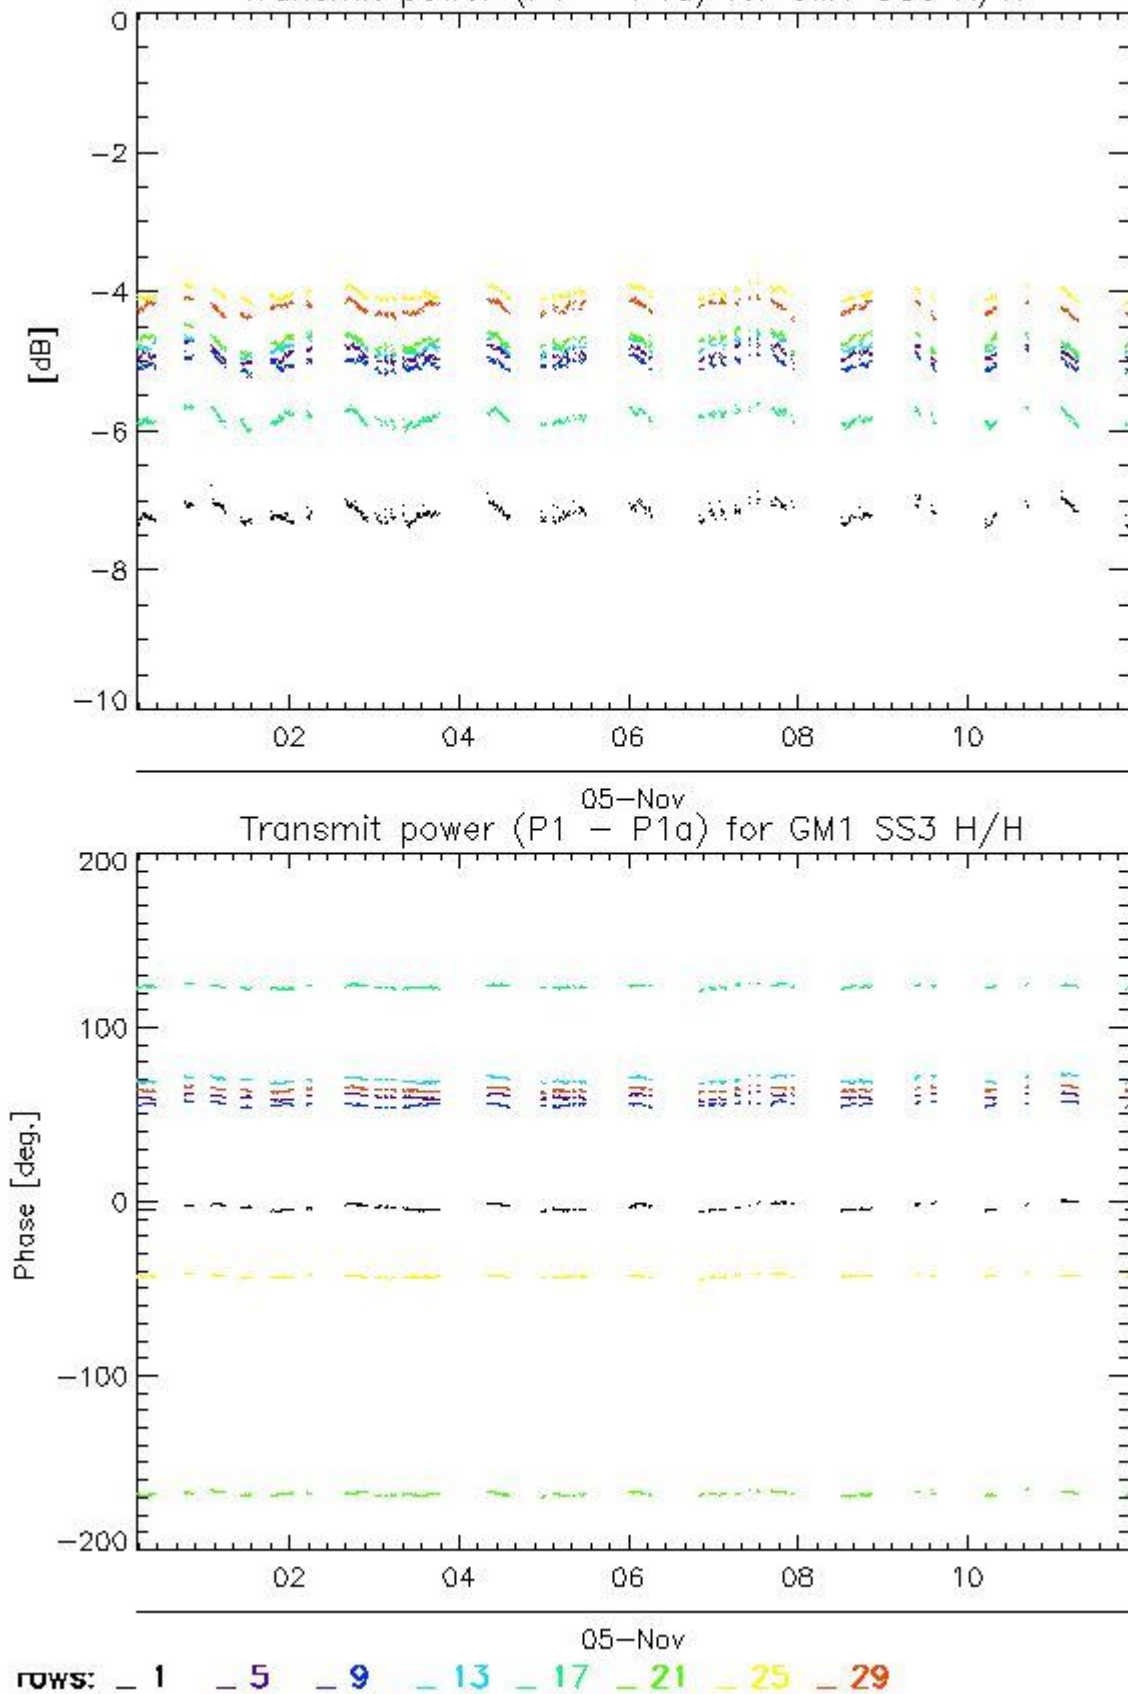 0
−2
−4
[dB]
−6
−8
−10
02 04 06 08 10
05−Nov
Transmit power (P1 − P1a) for GM1 SS3 H/H
200
100
Phase [deg.]
0
−100
−200
02 04 06 08 10
05−Nov
rows: _ 1 _ 5 _ 9 _ 13 _ 17 _ 21 _ 25 _ 29